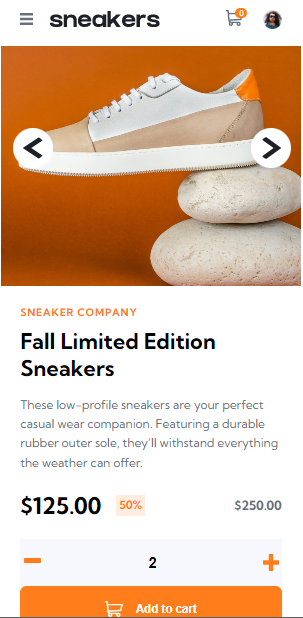 sneakers
0
SNEAKER COMPANY
Fall Limited Edition
Sneakers
These low-profile sneakers are your perfect
casual wear companion. Featuring a durable
rubber outer sole, they'll withstand everything
the weather can offer.
$125.00 50% $250.00
2
Add to cart